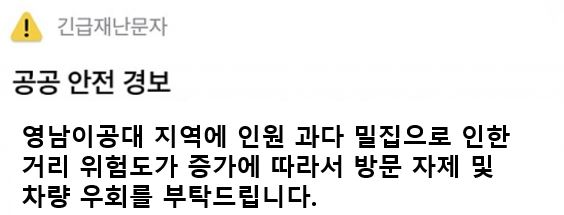 긴급재난문자
공공 안전 경보
영남이공대 지역에 인원 과다 밀집으로 인한
거리 위험도가 증가에 따라서 방문 자제 및
차량 우회를 부탁드립니다.